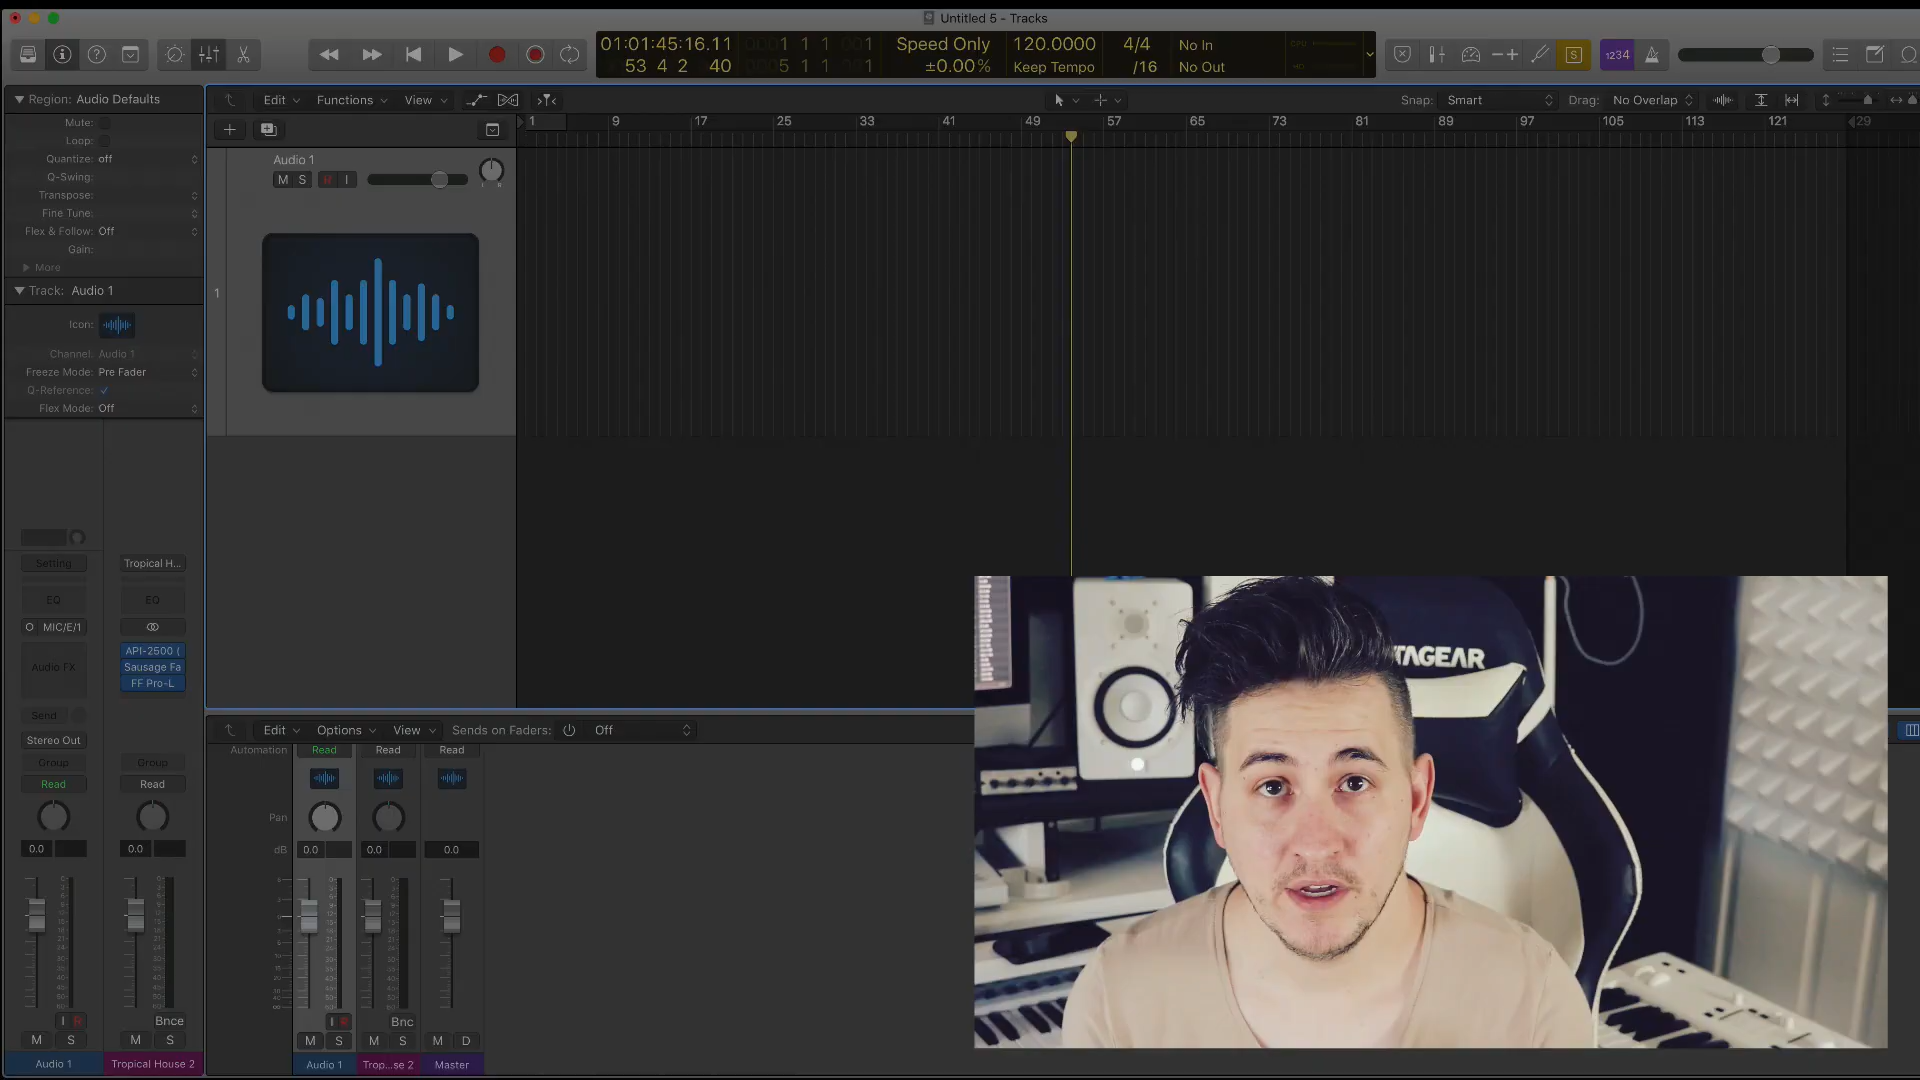 Untitled 5 - Tracks
01:01:45:16.11
53 4 2 40
0001 1 1 001
0005 1 1 1
Speed Only
±0.00%
120.0000
Keep Tempo
4/4
/16
No In
No Out
CPU
HD
1234
S
Region: Audio Defaults
Mute:
Loop:
Quantize: off
Q-Swing:
Transpose:
Fine Tune:
Flex & Follow: Off
Gain:
More
Track: Audio 1
Icon:
Channel: Audio 1
Freeze Mode: Pre Fader
Q-Reference:
Flex Mode: Off
Edit Functions View
Snap: Smart
Drag: No Overlap
1 9 17 25 33 41 49 57 65 73 81 89 97 105 113 121 29
Audio 1
M S R I
1
Setting Tropical H...
EQ EQ
MIC/E/1
API-2500 (
Audio FX Sausage Fa
FF Pro-L
Send
Stereo Out
Group Group
Read Read
0.0 0.0
I R Bnce
M S M S
Audio 1 Tropical House 2
Edit Options View Sends on Faders: Off
Automation Read Read Read
Pan
dB 0.0 0.0 0.0
I R Bnc
M S M S M D
Audio 1 Trop...se 2 Master
TAGEAR